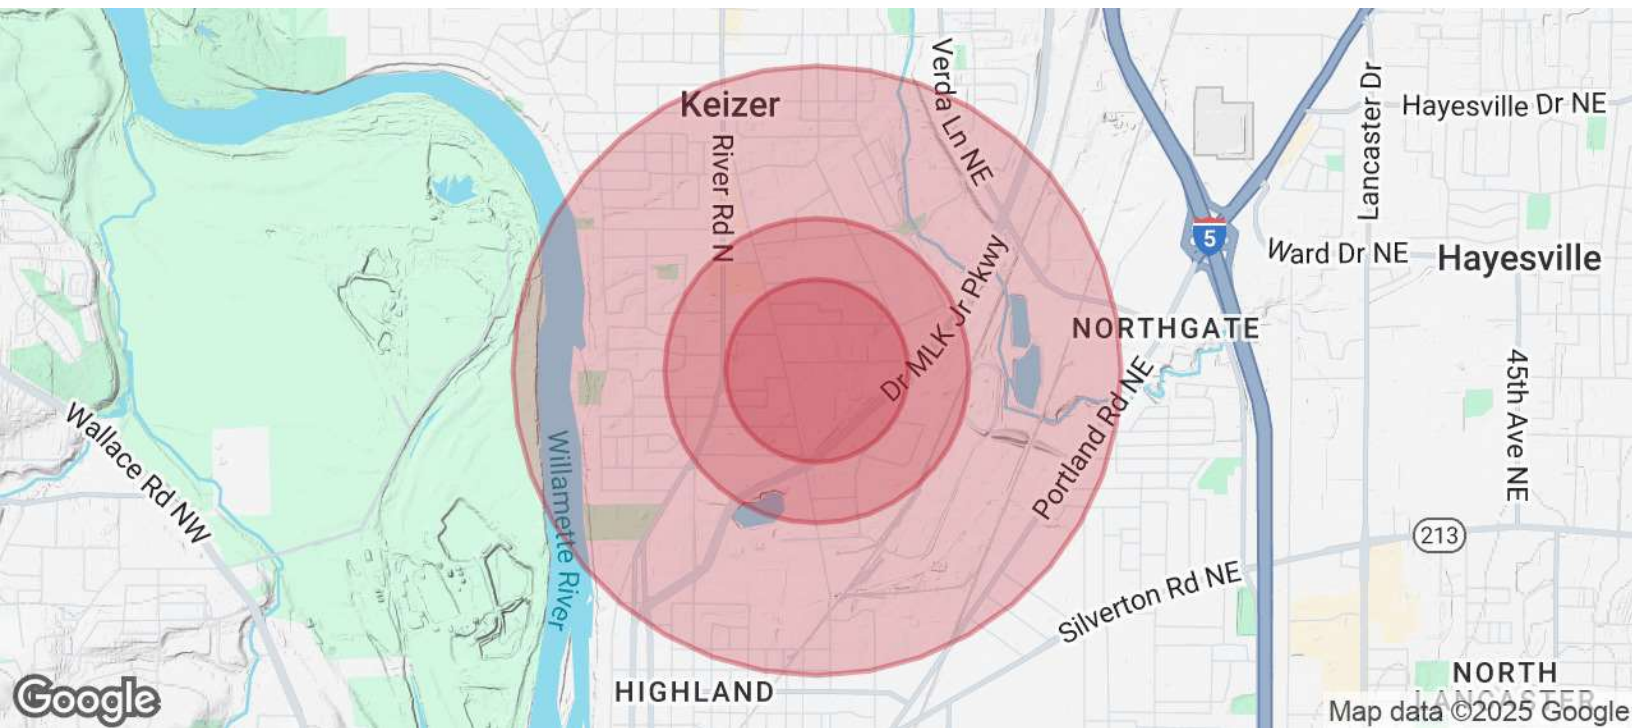 Verda Ln NE
Lancaster Dr
Keizer
Hayesville Dr NE
River Rd N
5
Ward Dr NE
Hayesville
Dr MLK Jr Pkwy
NORTHGATE
Portland Rd NE
45th Ave NE
Wallace Rd NW
Willamette River
213
Silverton Rd NE
HIGHLAND
NORTH
LANCASTER
Google
Map data ©2025 Google